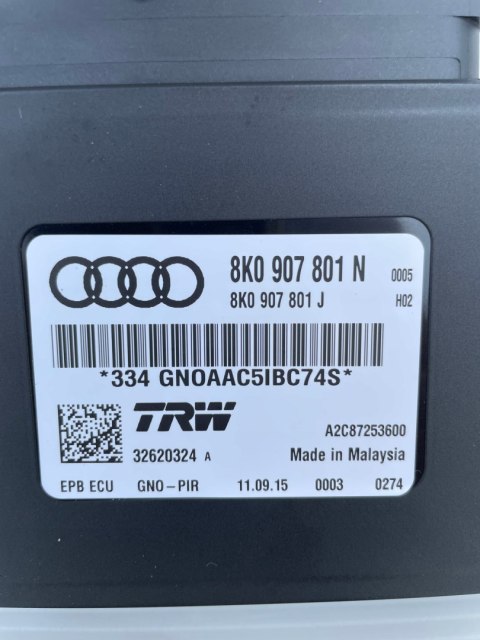 8K0 907 801 N 0005
8K0 907 801 J H02
*334 GNOAAC5IBC74S*
TRW A2C87253600
32620324 A Made in Malaysia
EPB ECU GNO-PIR 11.09.15 0003 0274